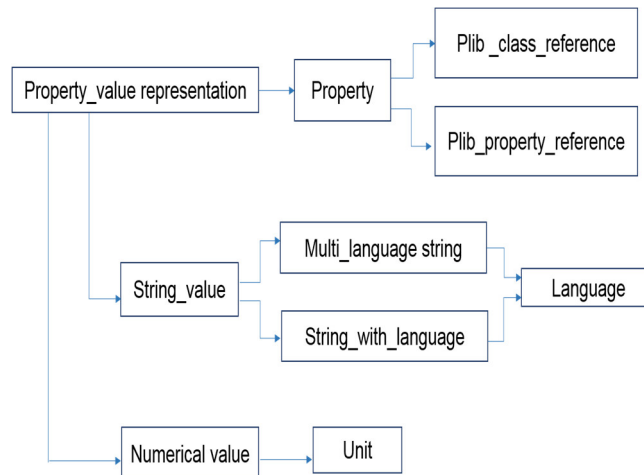 Plib _class_reference
Property_value representation
Property
Plib_property_reference
Multi_language string
String_value
Language
String_with_language
Numerical value
Unit